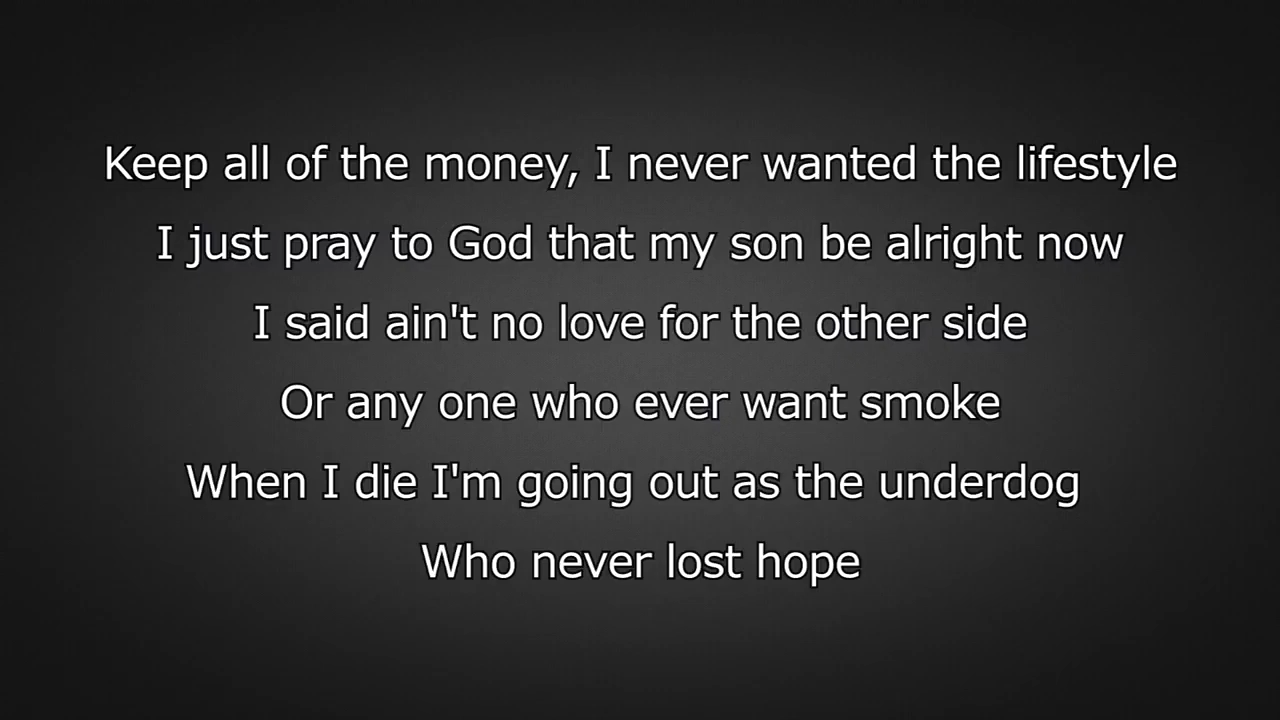 Keep all of the money, I never wanted the lifestyle
I just pray to God that my son be alright now
I said ain't no love for the other side
Or any one who ever want smoke
When I die I'm going out as the underdog
Who never lost hope